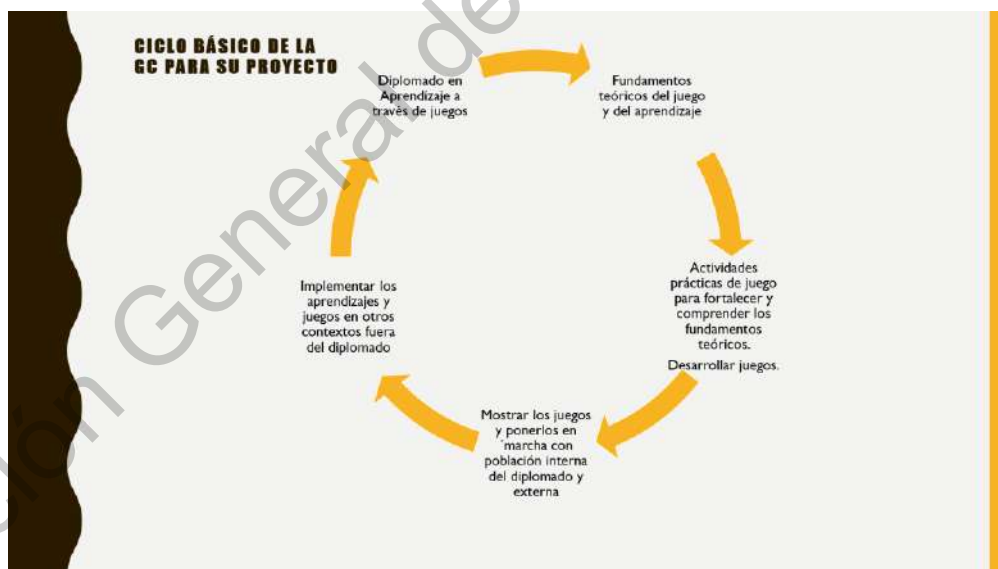 CICLO BÁSICO DE LA
GC PARA SU PROYECTO
Diplomado en
Aprendizaje a
través de juegos
Fundamentos
teóricos del juego
y del aprendizaje
Actividades
prácticas de juego
para fortalecer y
comprender los
fundamentos
teóricos.
Desarrollar juegos.
Mostrar los juegos
y ponerlos en
marcha con
población interna
del diplomado y
externa
Implementar los
aprendizajes y
juegos en otros
contextos fuera
del diplomado
General de